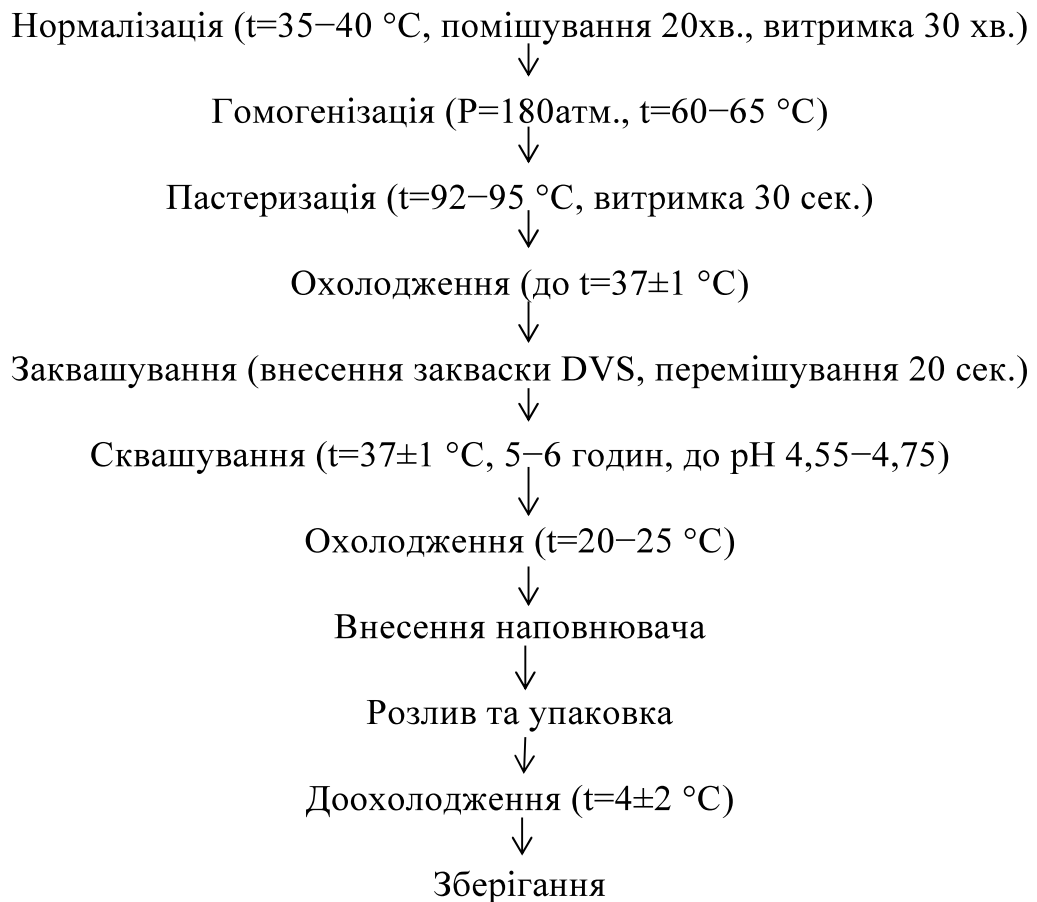 Нормалізація (t=35−40 °C, помішування 20хв., витримка 30 хв.)
Гомогенізація (P=180атм., t=60−65 °C)
Пастеризація (t=92−95 °C, витримка 30 сек.)
Охолодження (до t=37±1 °C)
Заквашування (внесення закваски DVS, перемішування 20 сек.)
Сквашування (t=37±1 °C, 5−6 годин, до pH 4,55−4,75)
Охолодження (t=20−25 °C)
Внесення наповнювача
Розлив та упаковка
Доохолодження (t=4±2 °C)
Зберігання